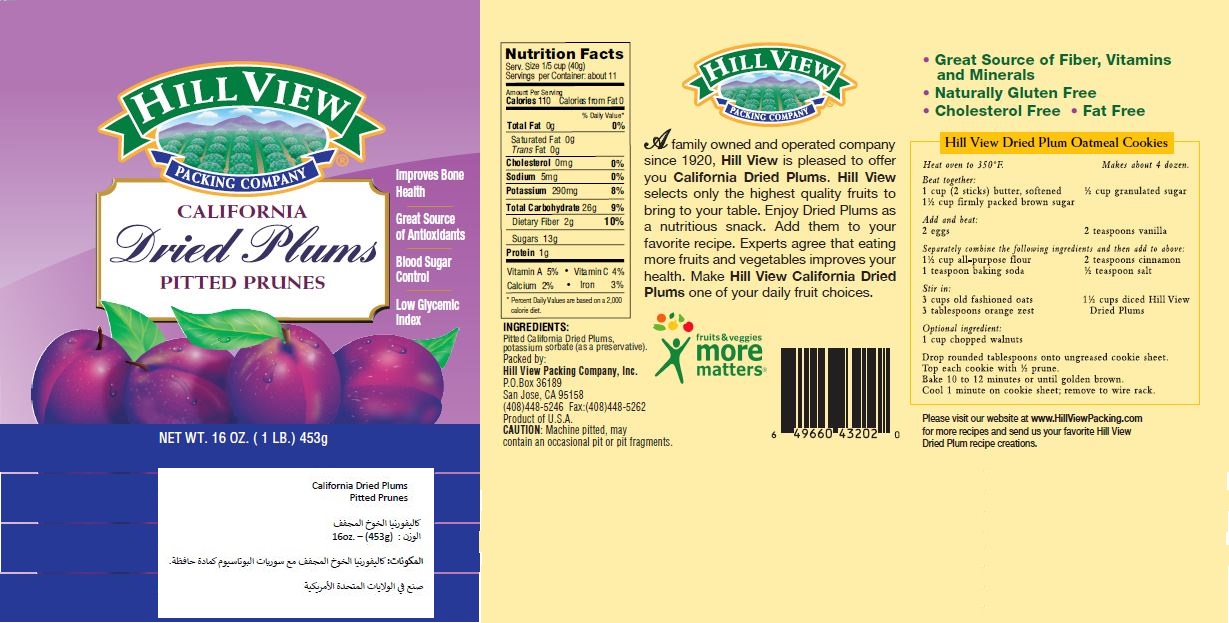 HILL VIEW
PACKING COMPANY
®
CALIFORNIA
Dried Plums
PITTED PRUNES
Improves Bone
Health
Great Source
of Antioxidants
Blood Sugar
Control
Low Glycemic
Index
NET WT. 16 OZ. ( 1 LB.) 453g
California Dried Plums
Pitted Prunes
كاليفورنيا الخوخ المجفف
الوزن : 16oz. – (453g)
المكونات: كاليفورنيا الخوخ المجفف مع سوربات البوتاسيوم كمادة حافظة.
صنع في الولايات المتحدة الأمريكية
Nutrition Facts
Serv. Size 1/5 cup (40g)
Servings per Container: about 11
Amount Per Serving
Calories 110 Calories from Fat 0
% Daily Value*
Total Fat 0g 0%
Saturated Fat 0g
Trans Fat 0g
Cholesterol 0mg 0%
Sodium 5mg 0%
Potassium 290mg 8%
Total Carbohydrate 26g 9%
Dietary Fiber 2g 10%
Sugars 13g
Protein 1g
Vitamin A 5% • Vitamin C 4%
Calcium 2% • Iron 3%
* Percent Daily Values are based on a 2,000
calorie diet.
INGREDIENTS:
Pitted California Dried Plums,
potassium sorbate (as a preservative).
Packed by:
Hill View Packing Company, Inc.
P.O.Box 36189
San Jose, CA 95158
(408)448-5246 Fax:(408)448-5262
Product of U.S.A.
CAUTION: Machine pitted, may
contain an occasional pit or pit fragments.
HILL VIEW
PACKING COMPANY
A family owned and operated company
since 1920, Hill View is pleased to offer
you California Dried Plums. Hill View
selects only the highest quality fruits to
bring to your table. Enjoy Dried Plums as
a nutritious snack. Add them to your
favorite recipe. Experts agree that eating
more fruits and vegetables improves your
health. Make Hill View California Dried
Plums one of your daily fruit choices.
fruits & veggies
more
matters®
6 49660 43202 0
• Great Source of Fiber, Vitamins
and Minerals
• Naturally Gluten Free
• Cholesterol Free • Fat Free
Hill View Dried Plum Oatmeal Cookies
Heat oven to 350°F. Makes about 4 dozen.
Beat together:
1 cup (2 sticks) butter, softened ½ cup granulated sugar
1½ cup firmly packed brown sugar
Add and beat:
2 eggs 2 teaspoons vanilla
Separately combine the following ingredients and then add to above:
1½ cup all-purpose flour 2 teaspoons cinnamon
1 teaspoon baking soda ½ teaspoon salt
Stir in:
3 cups old fashioned oats 1½ cups diced Hill View
3 tablespoons orange zest Dried Plums
Optional ingredient:
1 cup chopped walnuts
Drop rounded tablespoons onto ungreased cookie sheet.
Top each cookie with ½ prune.
Bake 10 to 12 minutes or until golden brown.
Cool 1 minute on cookie sheet; remove to wire rack.
Please visit our website at www.HillViewPacking.com
for more recipes and send us your favorite Hill View
Dried Plum recipe creations.